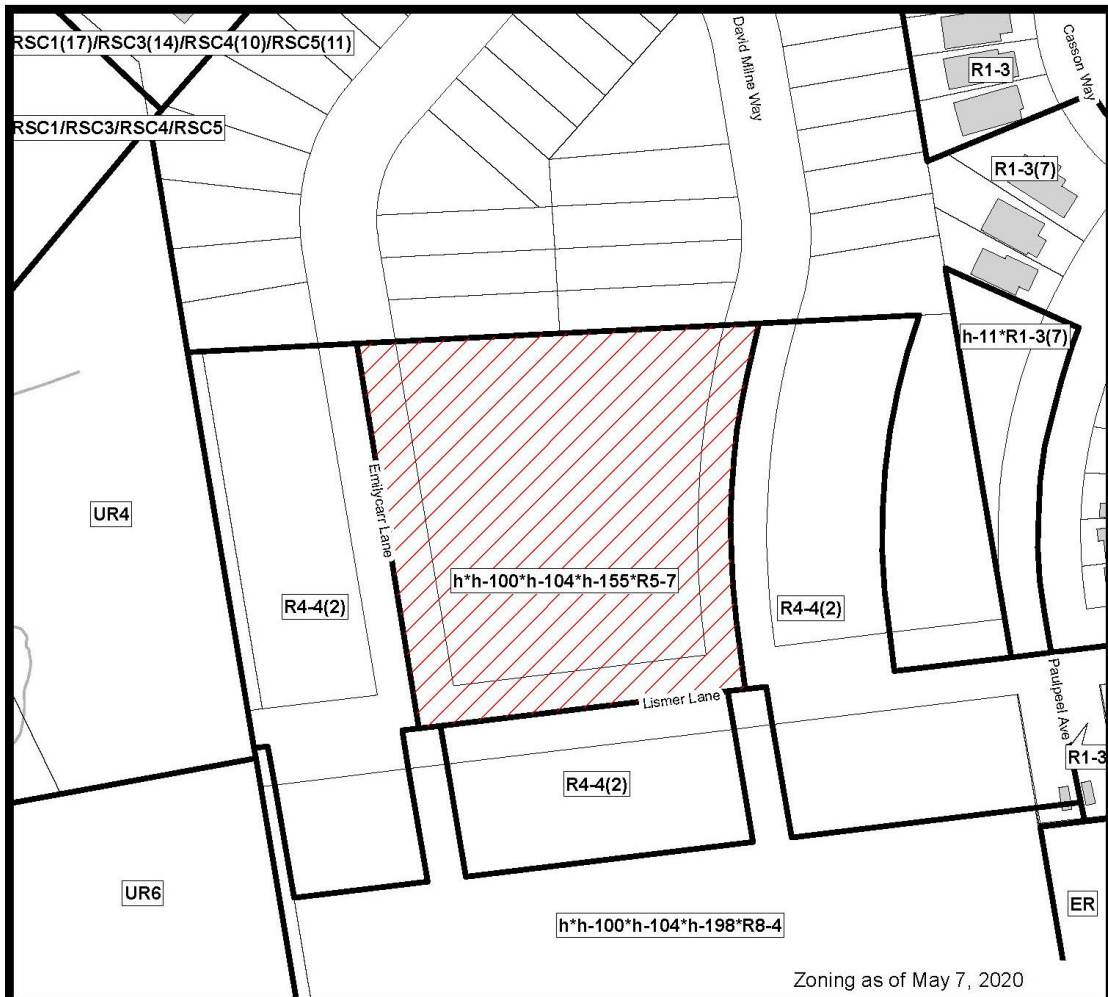 RSC1(17)/RSC3(14)/RSC4(10)/RSC5(11)
David Milne Way
Casson Way
R1-3
RSC1/RSC3/RSC4/RSC5
R1-3(7)
h-11*R1-3(7)
UR4
Emilycarr Lane
h*h-100*h-104*h-155*R5-7
R4-4(2)
R4-4(2)
Lismer Lane
Paulpeel Ave
R1-3
R4-4(2)
UR6
ER
h*h-100*h-104*h-198*R8-4
Zoning as of May 7, 2020